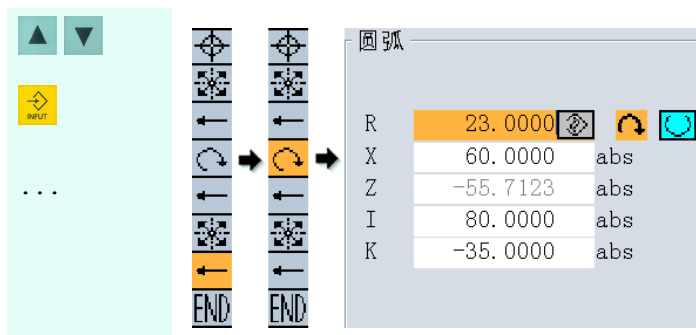 INPUT
...
END
END
圆弧
R 23.0000
X 60.0000 abs
Z -55.7123 abs
I 80.0000 abs
K -35.0000 abs